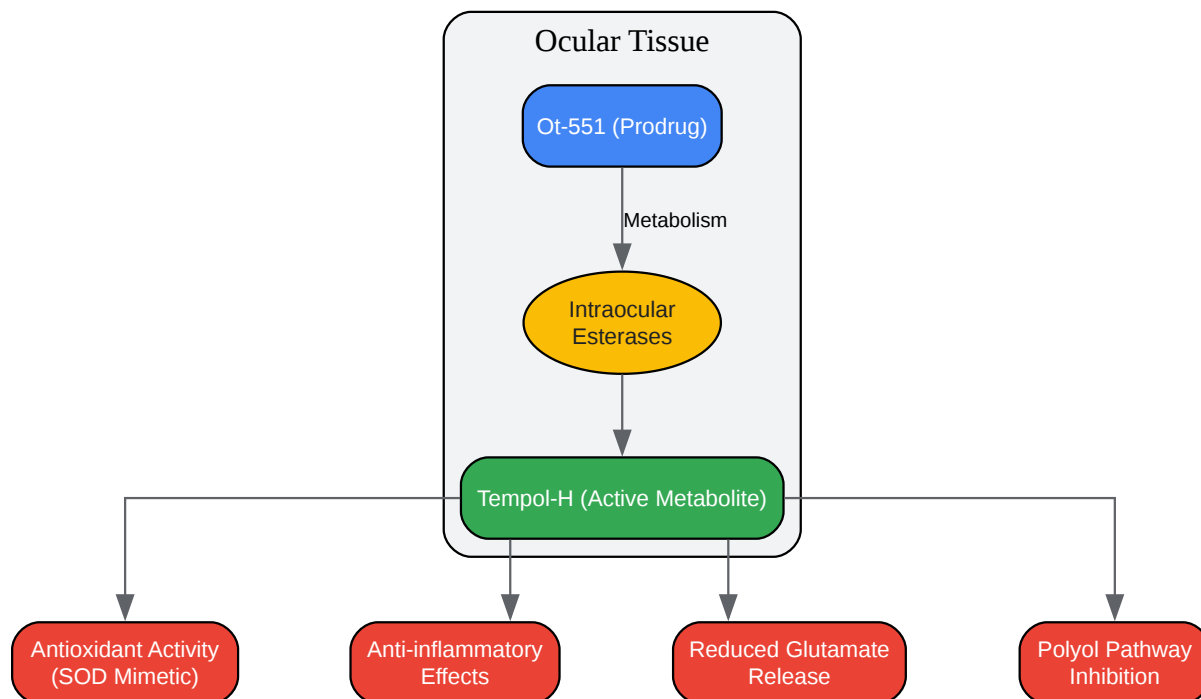 Ocular Tissue
Ot-551 (Prodrug)
Metabolism
Intraocular
Esterases
Tempol-H (Active Metabolite)
Antioxidant Activity
(SOD Mimetic)
Anti-inflammatory
Effects
Reduced Glutamate
Release
Polyol Pathway
Inhibition